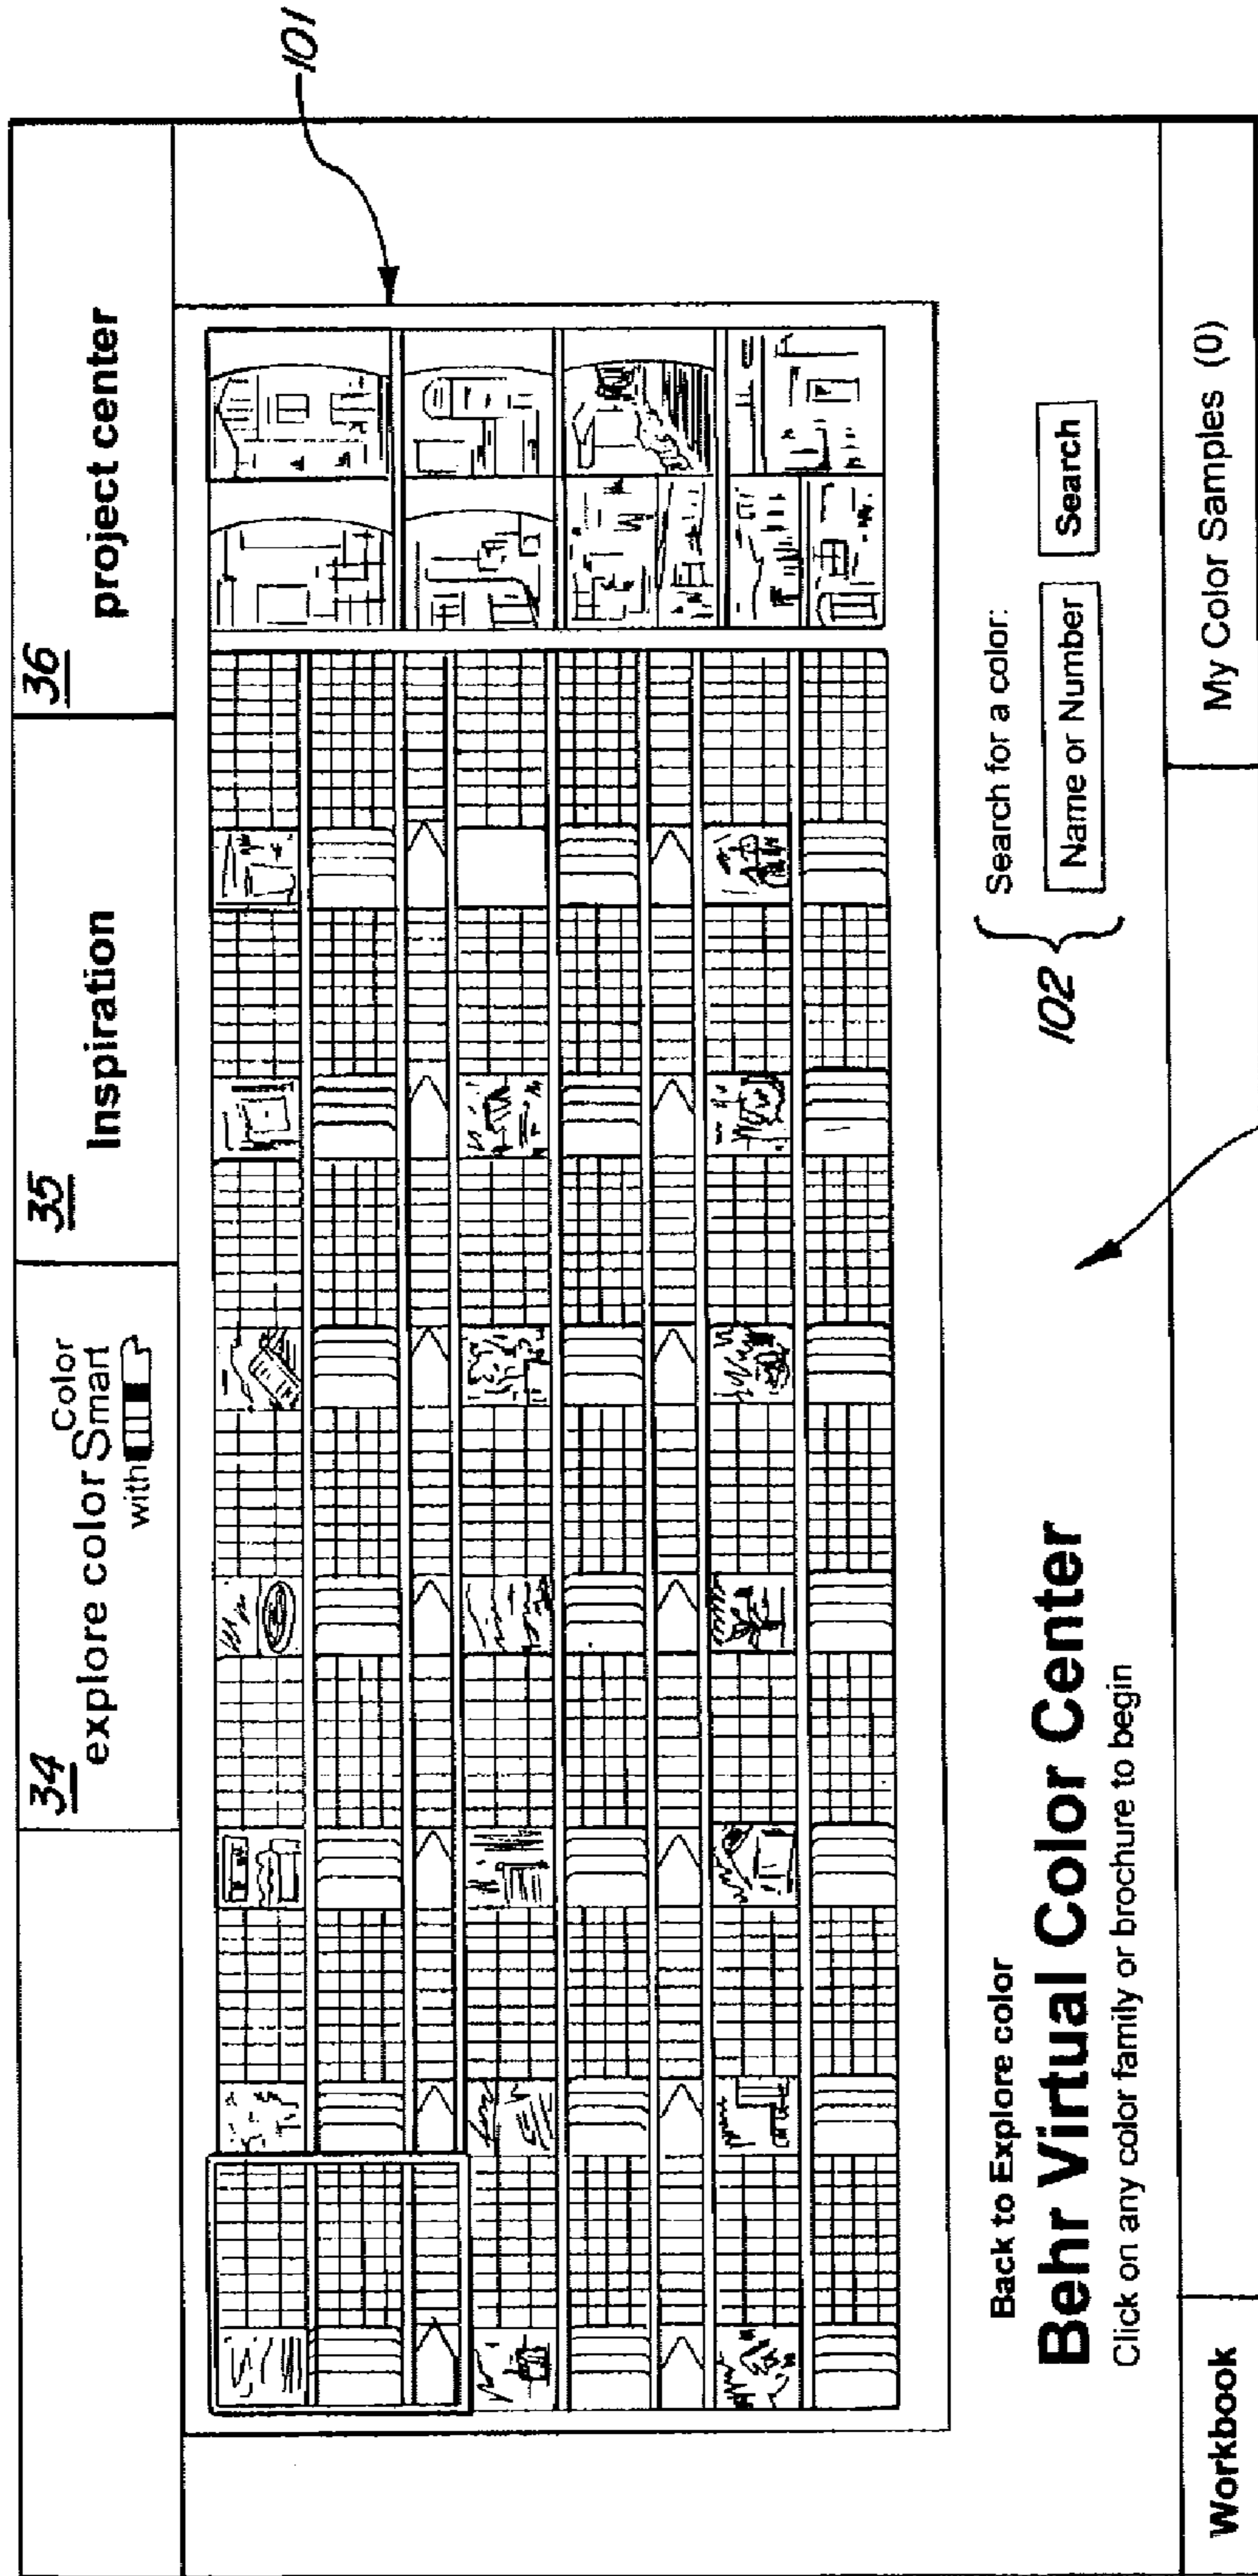 34
explore color Color Smart
with
35
Inspiration
36
project center
101
Back to Explore color
Behr Virtual Color Center
Click on any color family or brochure to begin
102
Search for a color:
Name or Number
Search
Workbook
My Color Samples (0)